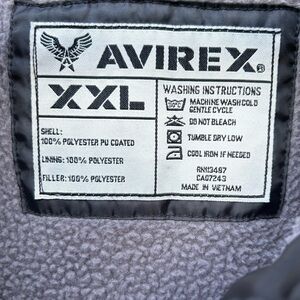 AVIREX®
XXL
SHELL:
100% POLYESTER PU COATED
LINING: 100% POLYESTER
FILLER: 100% POLYESTER
WASHING INSTRUCTIONS
MACHINE WASH COLD
GENTLE CYCLE
DO NOT BLEACH
TUMBLE DRY LOW
COOL IRON IF NEEDED
RN113467
CA07243
MADE IN VIETNAM